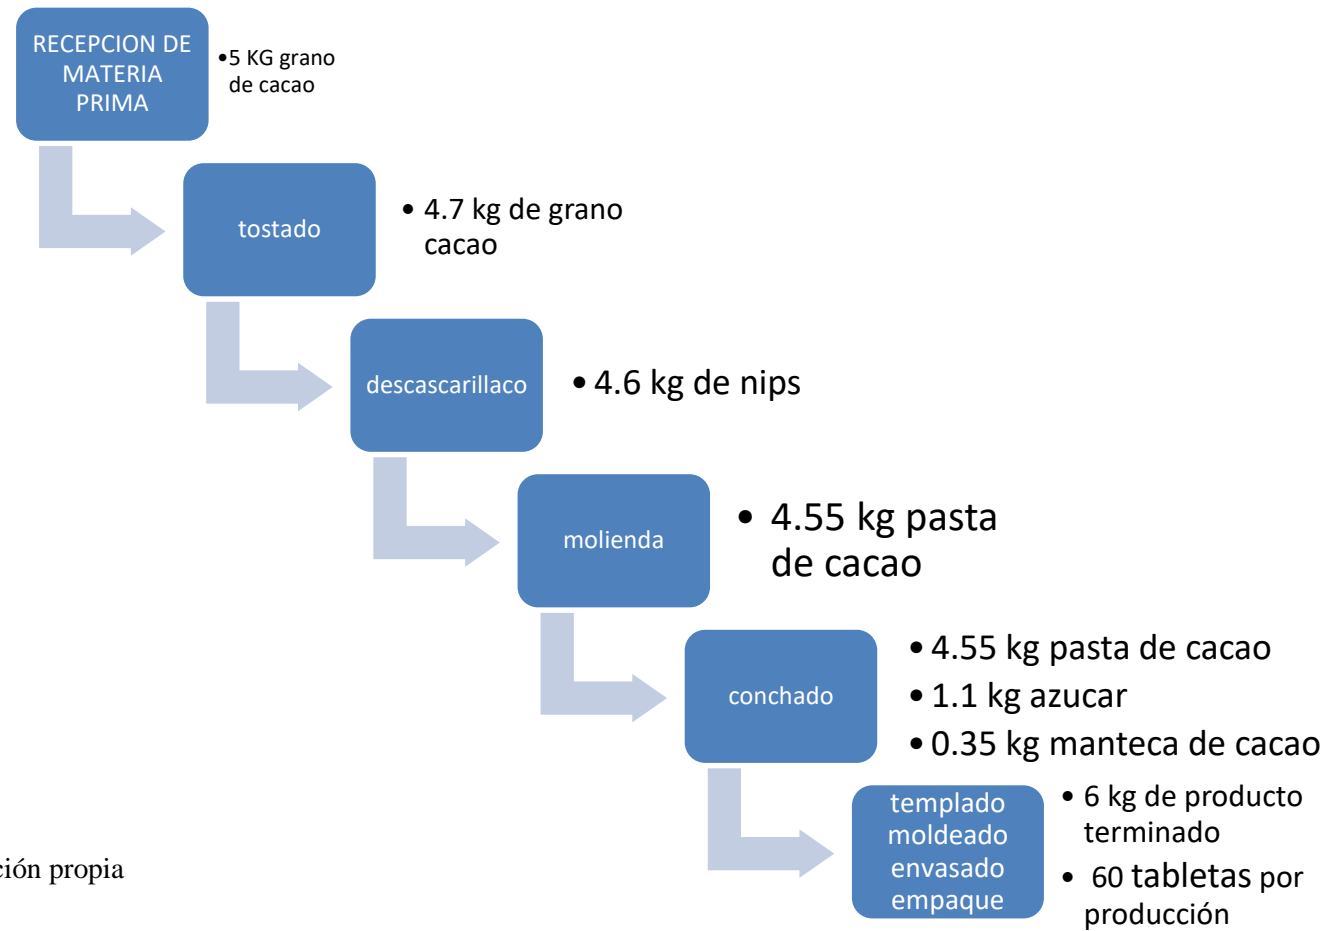 RECEPCION DE
MATERIA
PRIMA
•5 KG grano
de cacao
tostado
• 4.7 kg de grano
cacao
descascarillaco
• 4.6 kg de nips
molienda
• 4.55 kg pasta
de cacao
conchado
• 4.55 kg pasta de cacao
• 1.1 kg azucar
• 0.35 kg manteca de cacao
templado
moldeado
envasado
empaque
• 6 kg de producto
terminado
• 60 tabletas por
producción
ción propia